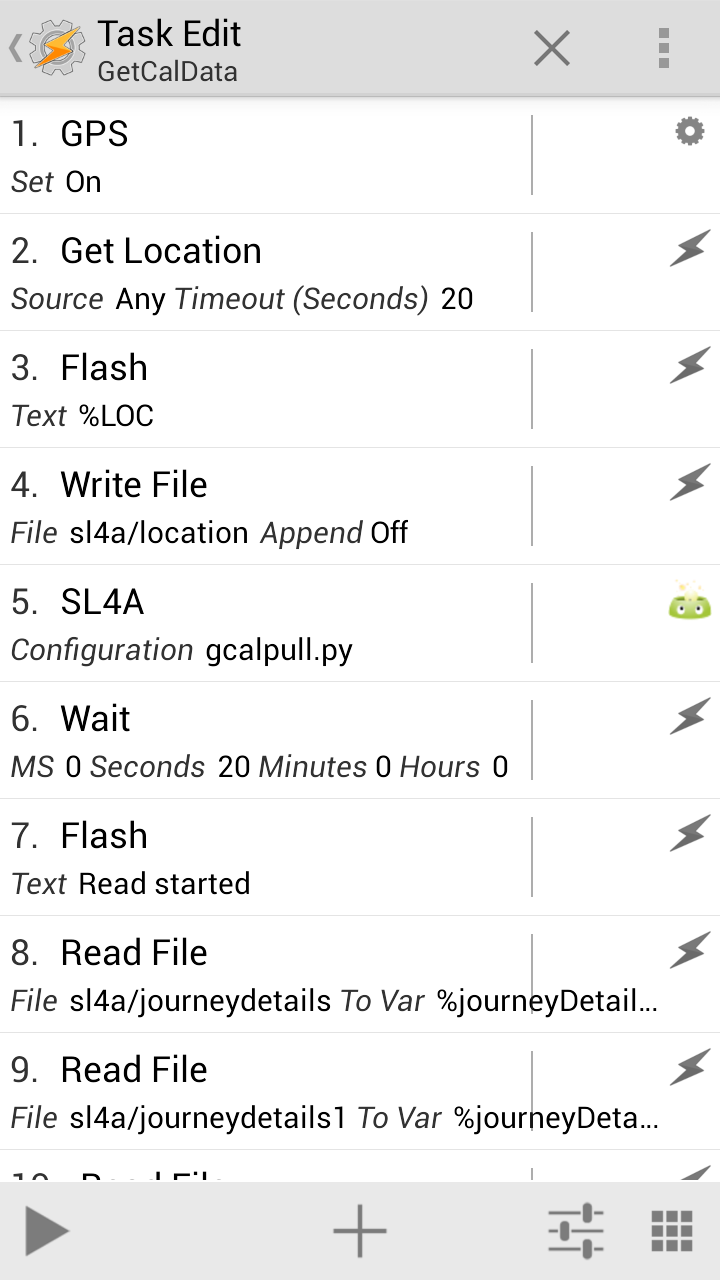 Task Edit
GetCalData
1. GPS
Set On
2. Get Location
Source Any Timeout (Seconds) 20
3. Flash
Text %LOC
4. Write File
File sl4a/location Append Off
5. SL4A
Configuration gcalpull.py
6. Wait
MS 0 Seconds 20 Minutes 0 Hours 0
7. Flash
Text Read started
8. Read File
File sl4a/journeydetails To Var %journeyDetail...
9. Read File
File sl4a/journeydetails1 To Var %journeyDeta...
10. Read File